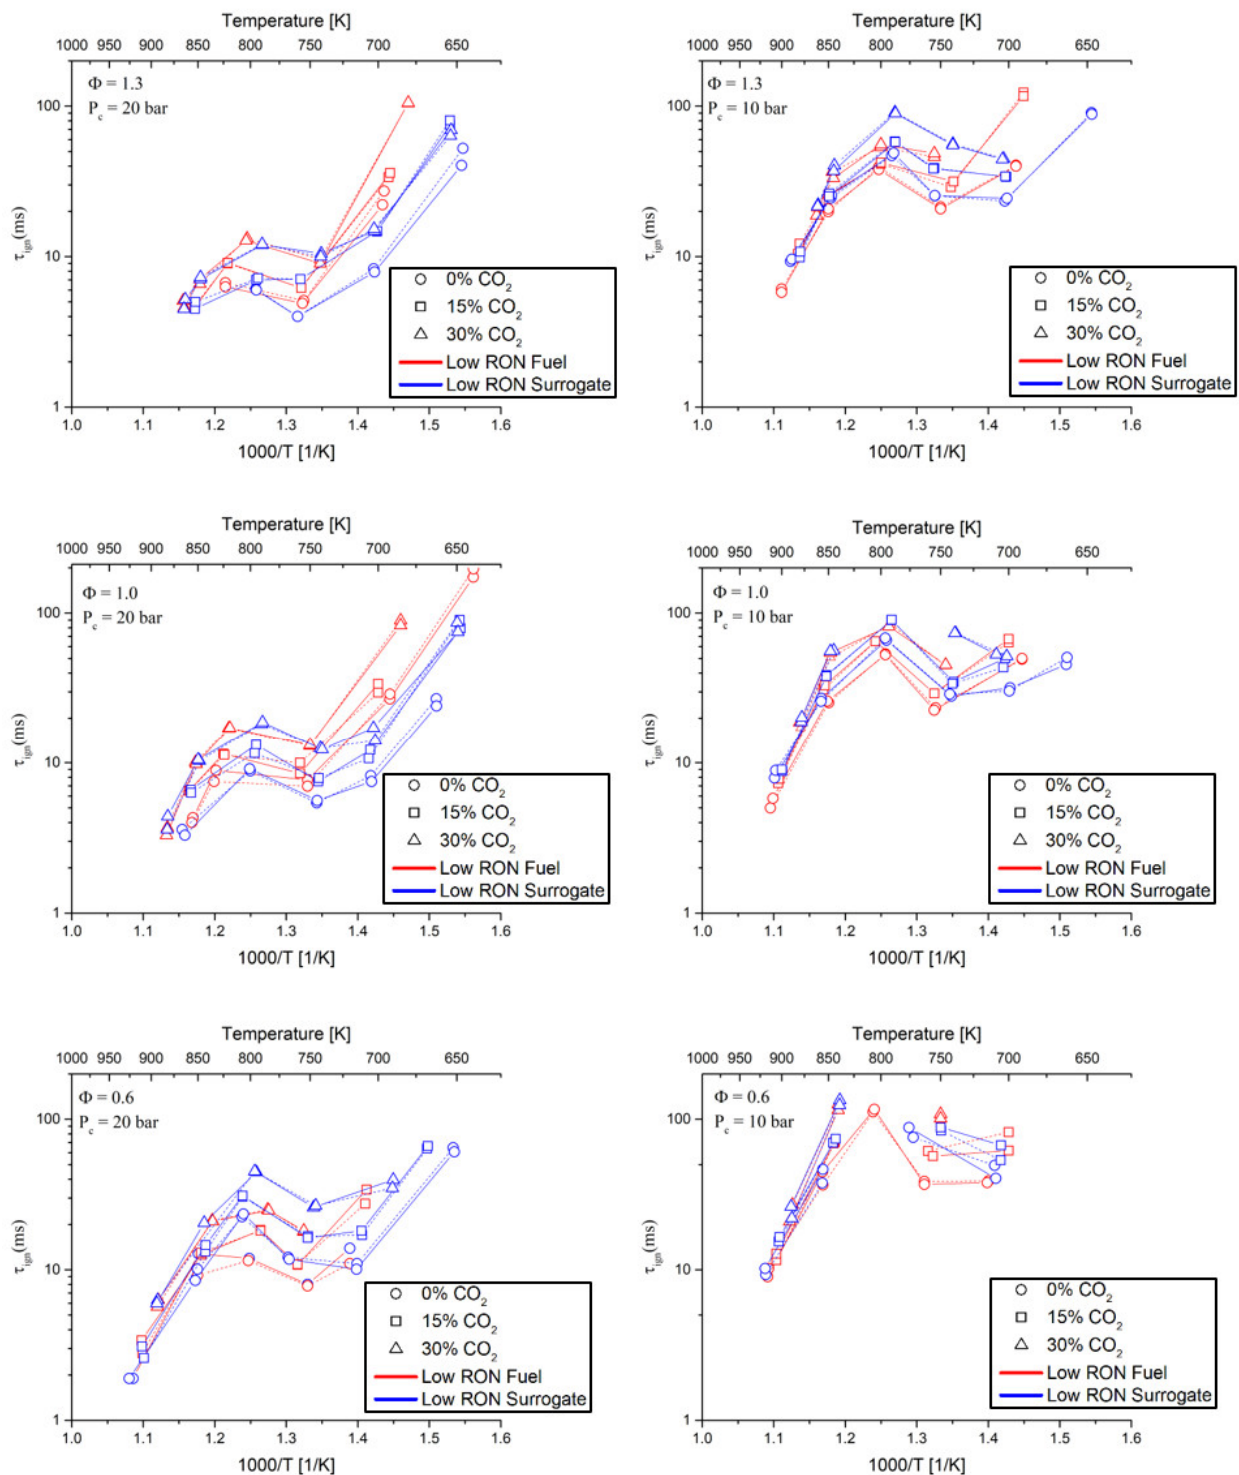 Temperature [K]
1000 950 900 850 800 750 700 650
Φ = 1.3
P_c = 20 bar
100
10
1
τ_ign(ms)
0% CO₂
15% CO₂
30% CO₂
Low RON Fuel
Low RON Surrogate
1.0 1.1 1.2 1.3 1.4 1.5 1.6
1000/T [1/K]
Temperature [K]
1000 950 900 850 800 750 700 650
Φ = 1.3
P_c = 10 bar
100
10
1
τ_ign(ms)
0% CO₂
15% CO₂
30% CO₂
Low RON Fuel
Low RON Surrogate
1.0 1.1 1.2 1.3 1.4 1.5 1.6
1000/T [1/K]
Temperature [K]
1000 950 900 850 800 750 700 650
Φ = 1.0
P_c = 20 bar
100
10
1
τ_ign(ms)
0% CO₂
15% CO₂
30% CO₂
Low RON Fuel
Low RON Surrogate
1.0 1.1 1.2 1.3 1.4 1.5 1.6
1000/T [1/K]
Temperature [K]
1000 950 900 850 800 750 700 650
Φ = 1.0
P_c = 10 bar
100
10
1
τ_ign(ms)
0% CO₂
15% CO₂
30% CO₂
Low RON Fuel
Low RON Surrogate
1.0 1.1 1.2 1.3 1.4 1.5 1.6
1000/T [1/K]
Temperature [K]
1000 950 900 850 800 750 700 650
Φ = 0.6
P_c = 20 bar
100
10
1
τ_ign(ms)
0% CO₂
15% CO₂
30% CO₂
Low RON Fuel
Low RON Surrogate
1.0 1.1 1.2 1.3 1.4 1.5 1.6
1000/T [1/K]
Temperature [K]
1000 950 900 850 800 750 700 650
Φ = 0.6
P_c = 10 bar
100
10
1
τ_ign(ms)
0% CO₂
15% CO₂
30% CO₂
Low RON Fuel
Low RON Surrogate
1.0 1.1 1.2 1.3 1.4 1.5 1.6
1000/T [1/K]